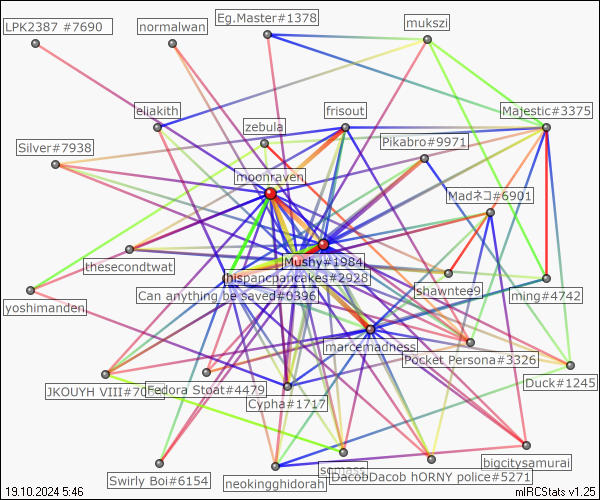 Eg.Master#1378
mukszi
LPK2387 #7690
normalwan
eliakith
frisout
Majestic#3375
zebula
Pikabro#9971
Silver#7938
moonraven
Madネコ#6901
Mushy#1984
thesecondtwat
hispancpancakes#2928
shawntee9
ming#4742
Can anything be saved#0396
yoshimanden
marcemadness
Pocket Persona#3326
JKOUYH VIII#70
Fedora Stoat#4479
Duck#1245
Cypha#1717
bigcitysamurai
Swirly Boi#6154
neokingghidorah
DacobDacob hORNY police#5271
19.10.2024 5:46
mIRCStats v1.25